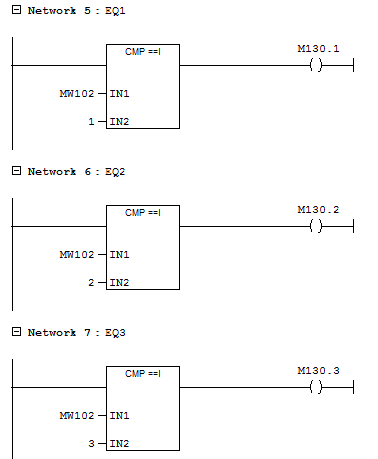 Network 5 : EQ1
M130.1
CMP ==I
MW102 IN1
1 IN2
Network 6 : EQ2
M130.2
CMP ==I
MW102 IN1
2 IN2
Network 7 : EQ3
M130.3
CMP ==I
MW102 IN1
3 IN2